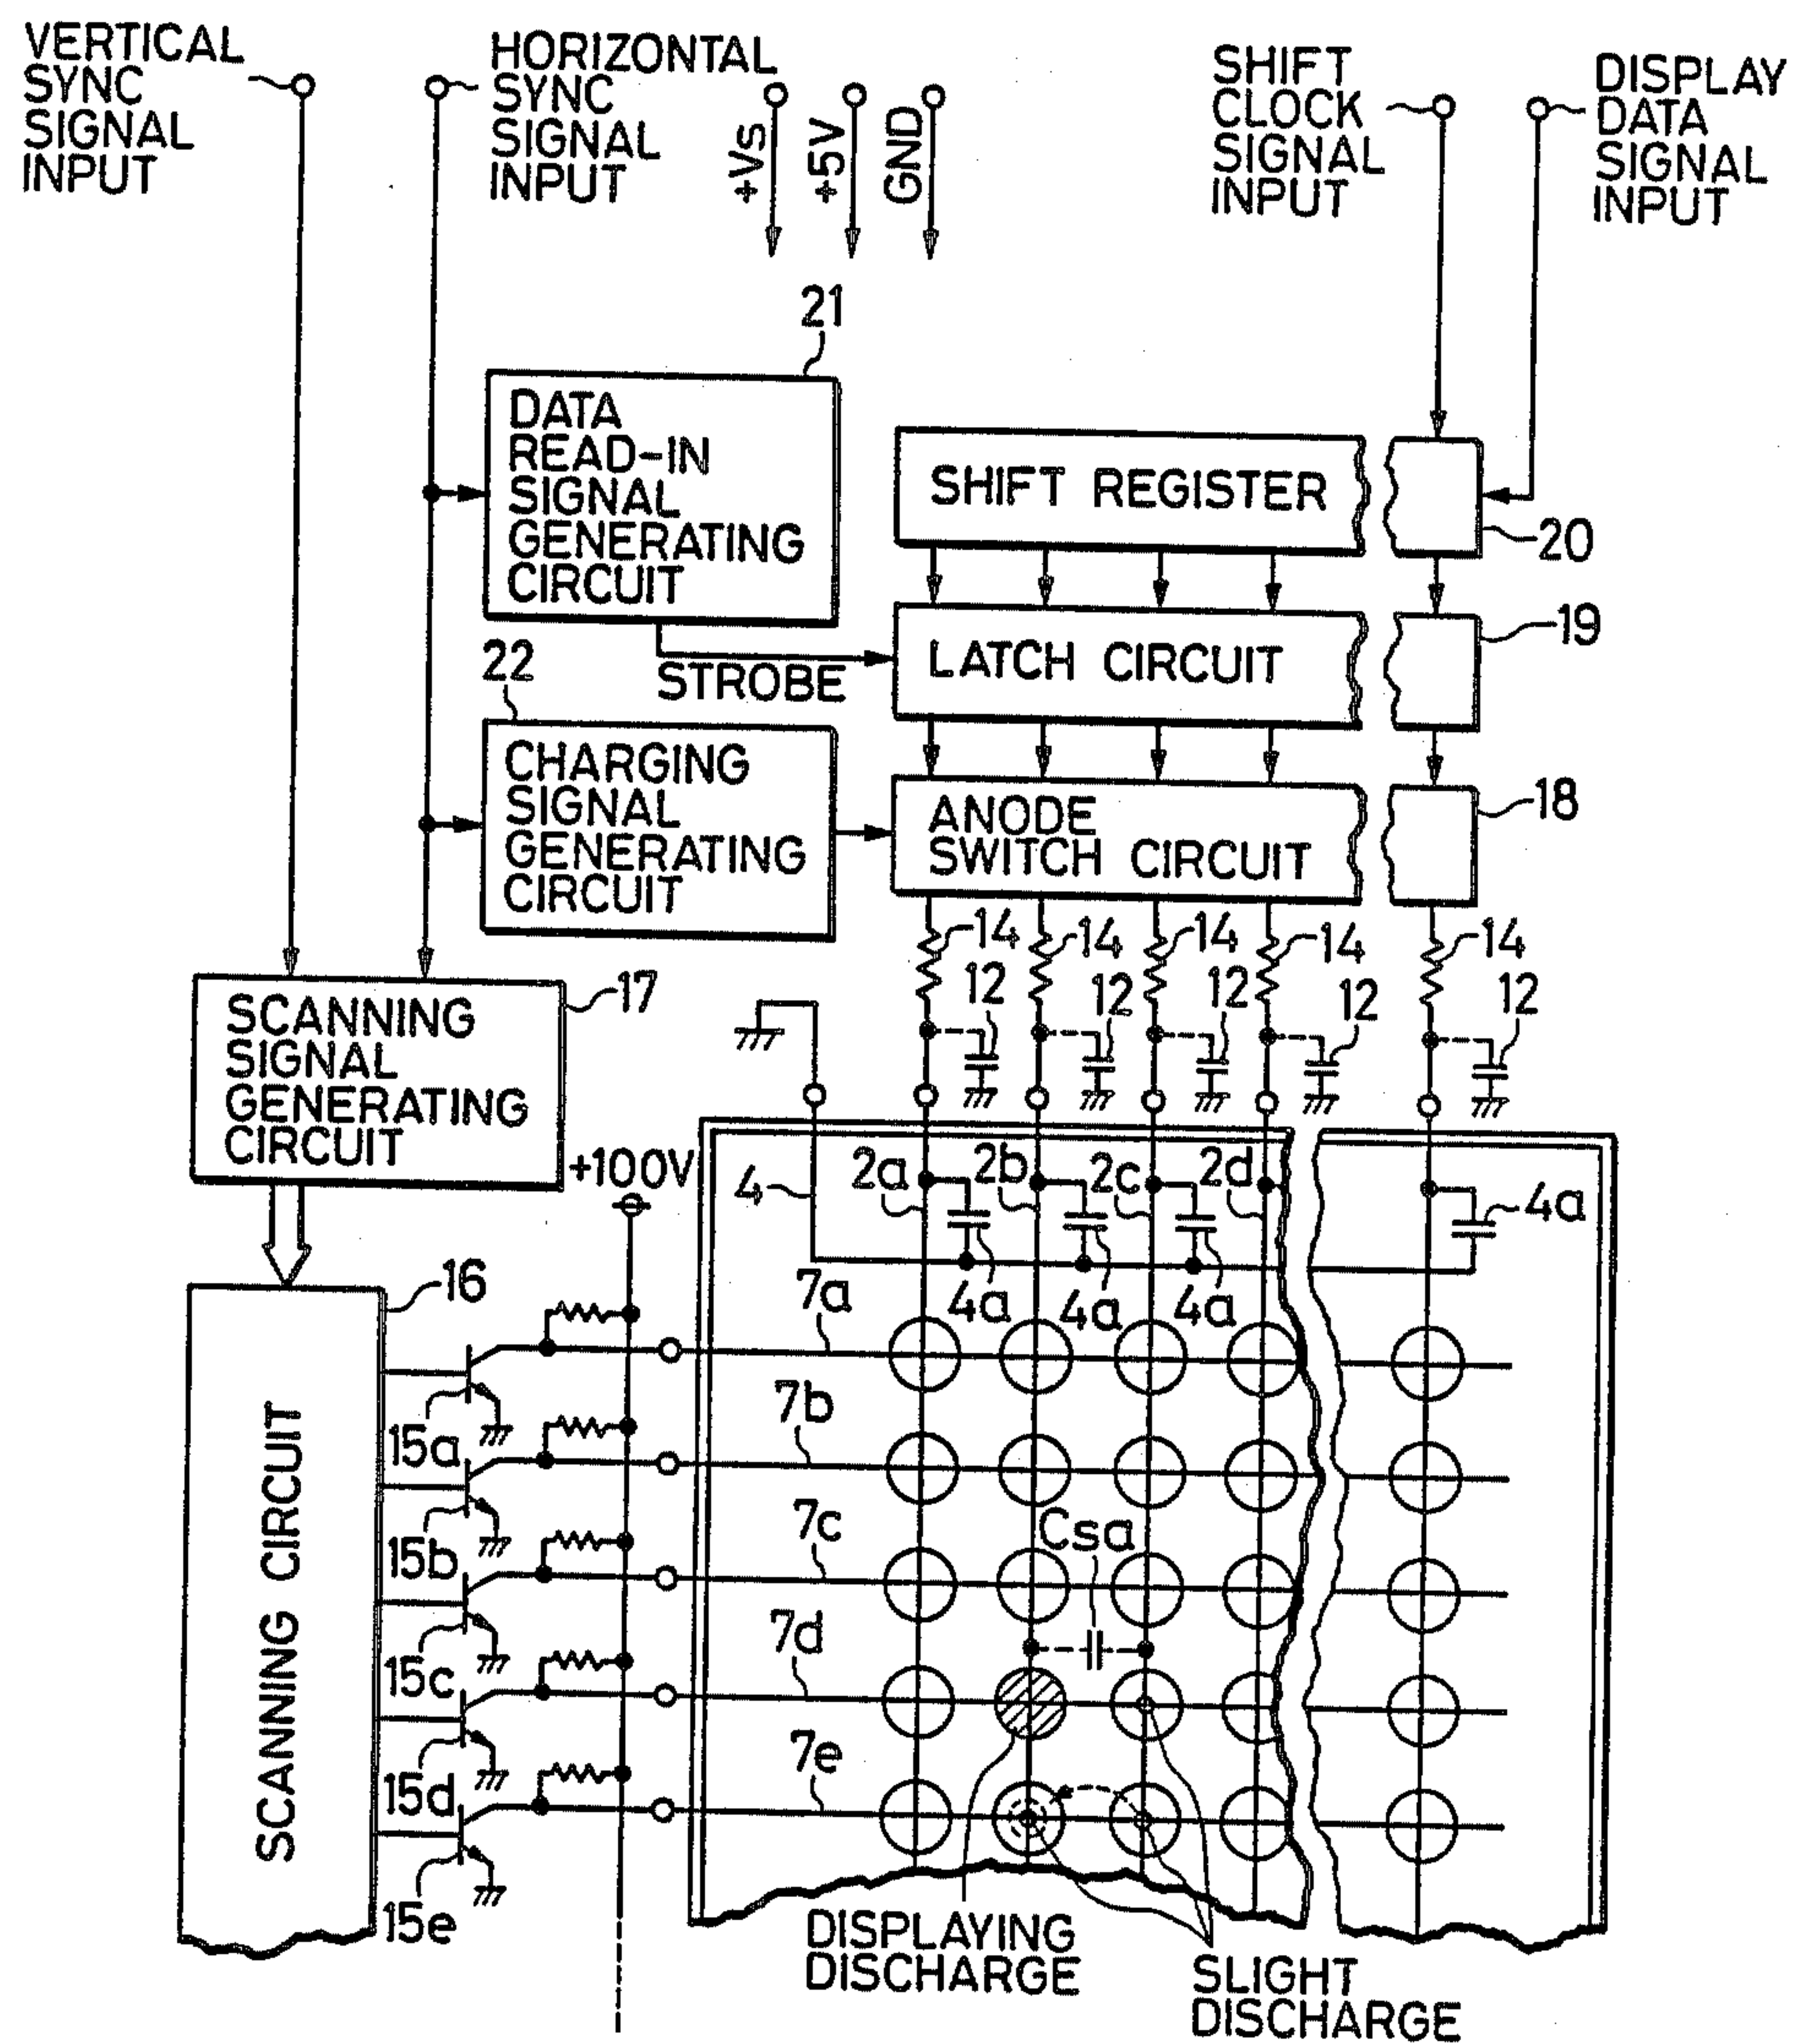 VERTICAL
SYNC
SIGNAL
INPUT
HORIZONTAL
SYNC
SIGNAL
INPUT
+Vs
+5V
GND
SHIFT
CLOCK
SIGNAL
INPUT
DISPLAY
DATA
SIGNAL
INPUT
21
DATA
READ-IN
SIGNAL
GENERATING
CIRCUIT
SHIFT REGISTER
20
STROBE
LATCH CIRCUIT
19
22
CHARGING
SIGNAL
GENERATING
CIRCUIT
ANODE
SWITCH CIRCUIT
18
14
14
14
14
14
12
12
12
12
12
SCANNING
SIGNAL
GENERATING
CIRCUIT
17
+100V
4
2a
2b
2c
2d
4a
4a
4a
4a
16
SCANNING CIRCUIT
7a
15a
7b
15b
7c
Csa
15c
7d
15d
7e
15e
DISPLAYING
DISCHARGE
SLIGHT
DISCHARGE